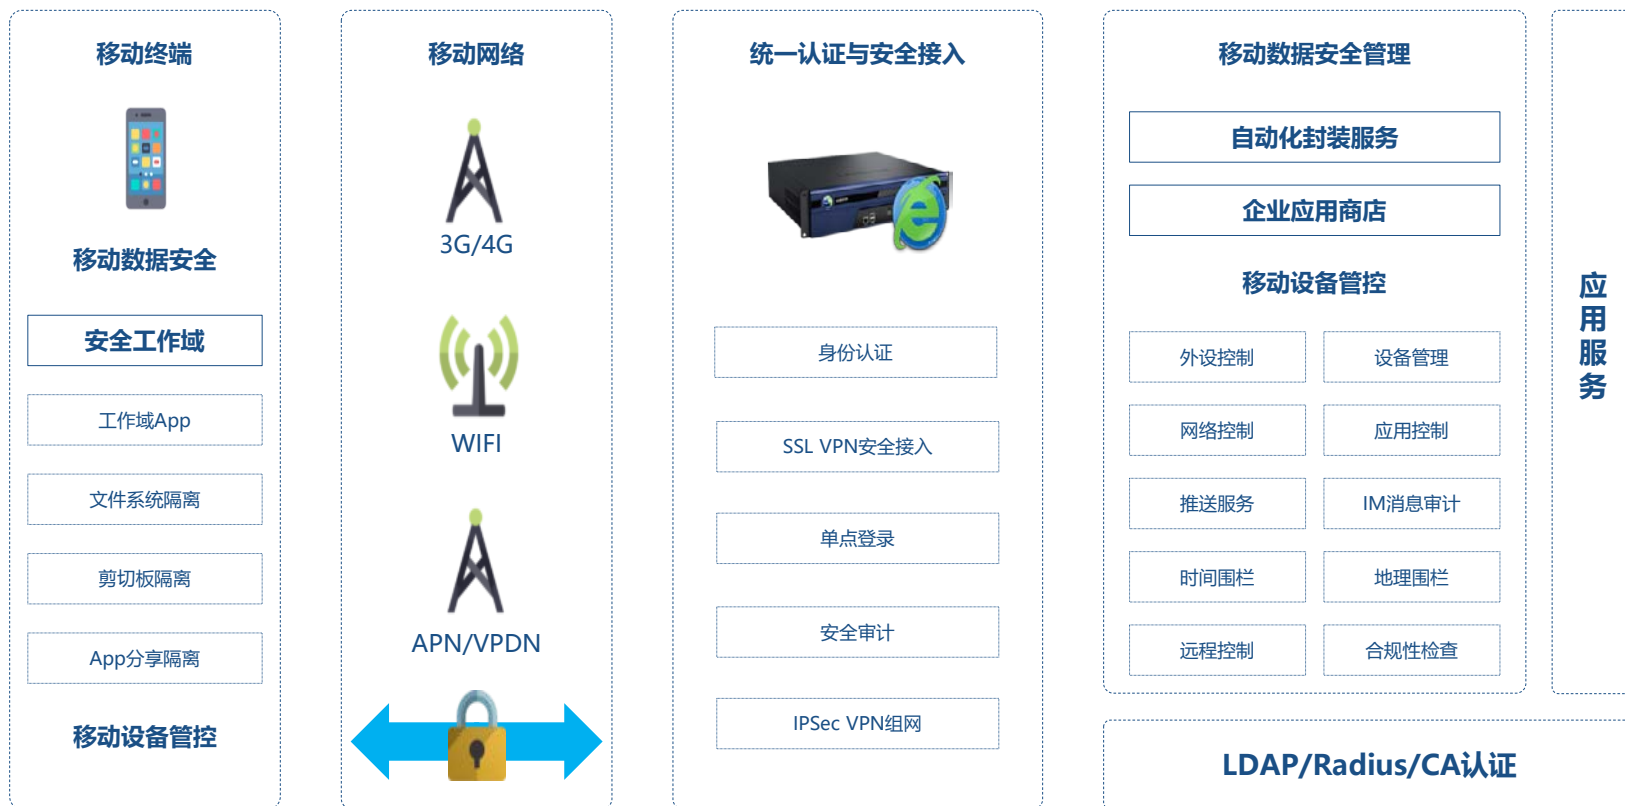 移动终端
移动数据安全
安全工作域
工作域App
文件系统隔离
剪切板隔离
App分享隔离
移动设备管控
移动网络
3G/4G
WIFI
APN/VPDN
统一认证与安全接入
身份认证
SSL VPN安全接入
单点登录
安全审计
IPSec VPN组网
移动数据安全管理
自动化封装服务
企业应用商店
移动设备管控
外设控制
设备管理
网络控制
应用控制
推送服务
IM消息审计
时间围栏
地理围栏
远程控制
合规性检查
LDAP/Radius/CA认证
应用服务